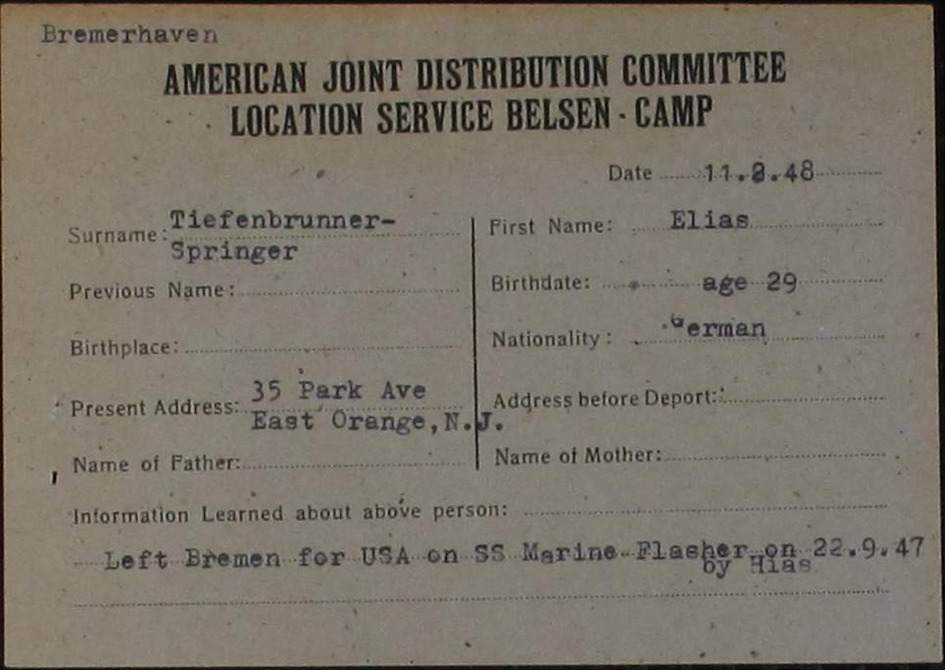 Bremerhaven
AMERICAN JOINT DISTRIBUTION COMMITTEE
LOCATION SERVICE BELSEN - CAMP
Date 11.2.48
Surname: Tiefenbrunner-
Springer
First Name: Elias
Previous Name:
Birthdate: age 29
Birthplace:
Nationality: German
Present Address: 35 Park Ave
East Orange, N.J.
Address before Deport:
Name of Father:
Name of Mother:
Information Learned about above person:
Left Bremen for USA on SS Marine Flasher on 22.9.47
by Hias